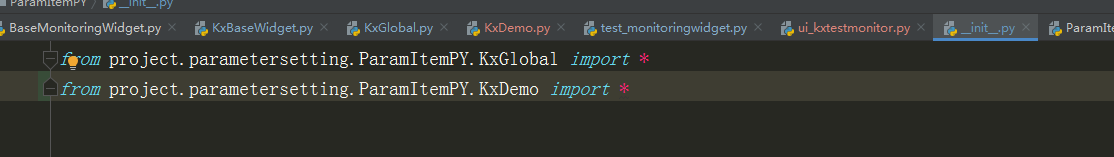 ParamItemPY __init__.py
BaseMonitoringWidget.py KxBaseWidget.py KxGlobal.py KxDemo.py test_monitoringwidget.py ui_kxtestmonitor.py __init__.py ParamIte
from project.parametersetting.ParamItemPY.KxGlobal import *
from project.parametersetting.ParamItemPY.KxDemo import *